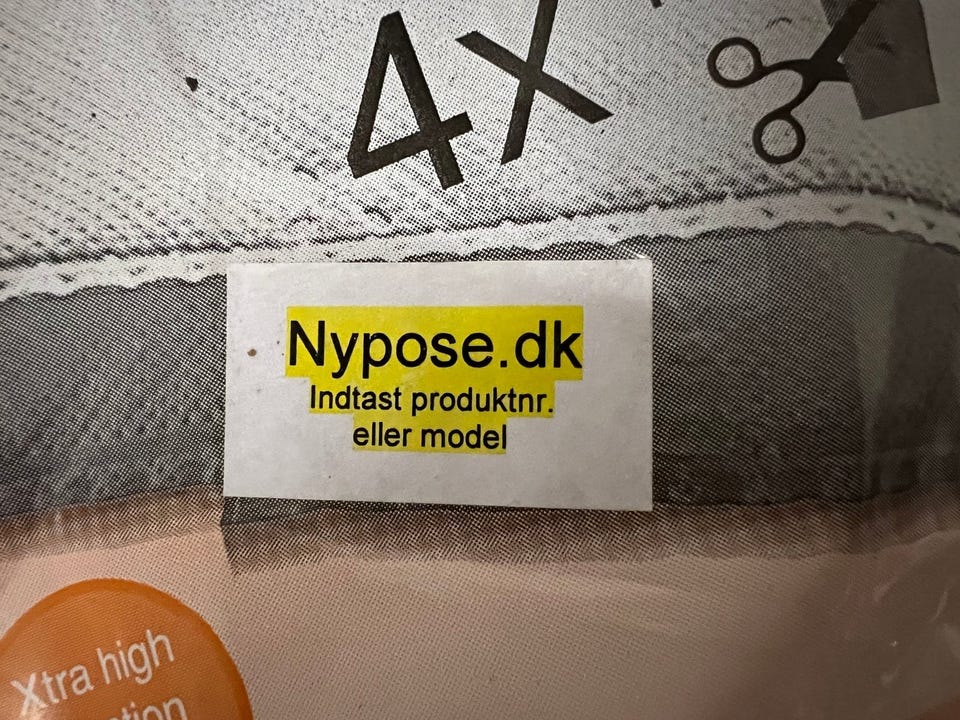 4X
Nypose.dk
Indtast produktnr.
eller model
Xtra high